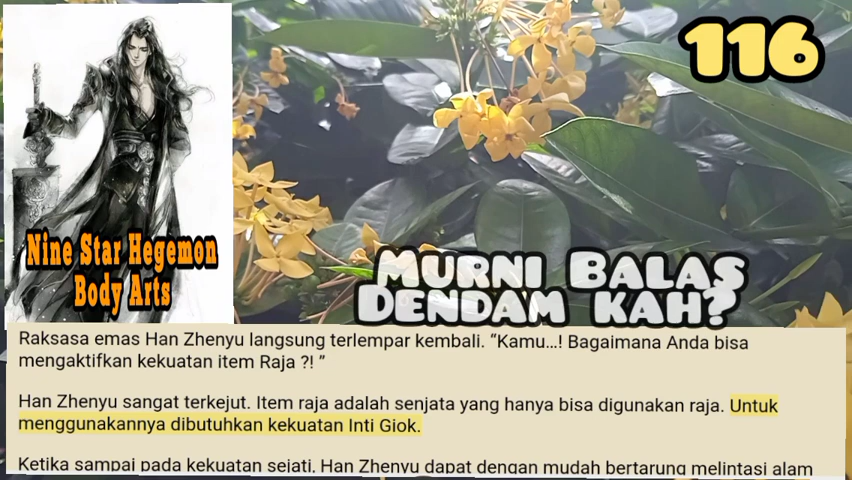 116
Nine Star Hegemon
Body Arts
MURNI BALAS
DENDAM KAH?
Raksasa emas Han Zhenyu langsung terlempar kembali. “Kamu…! Bagaimana Anda bisa
mengaktifkan kekuatan item Raja ?! ”
Han Zhenyu sangat terkejut. Item raja adalah senjata yang hanya bisa digunakan raja. Untuk
menggunakannya dibutuhkan kekuatan Inti Giok.
Ketika sampai pada kekuatan sejati, Han Zhenyu dapat dengan mudah bertarung melintasi alam